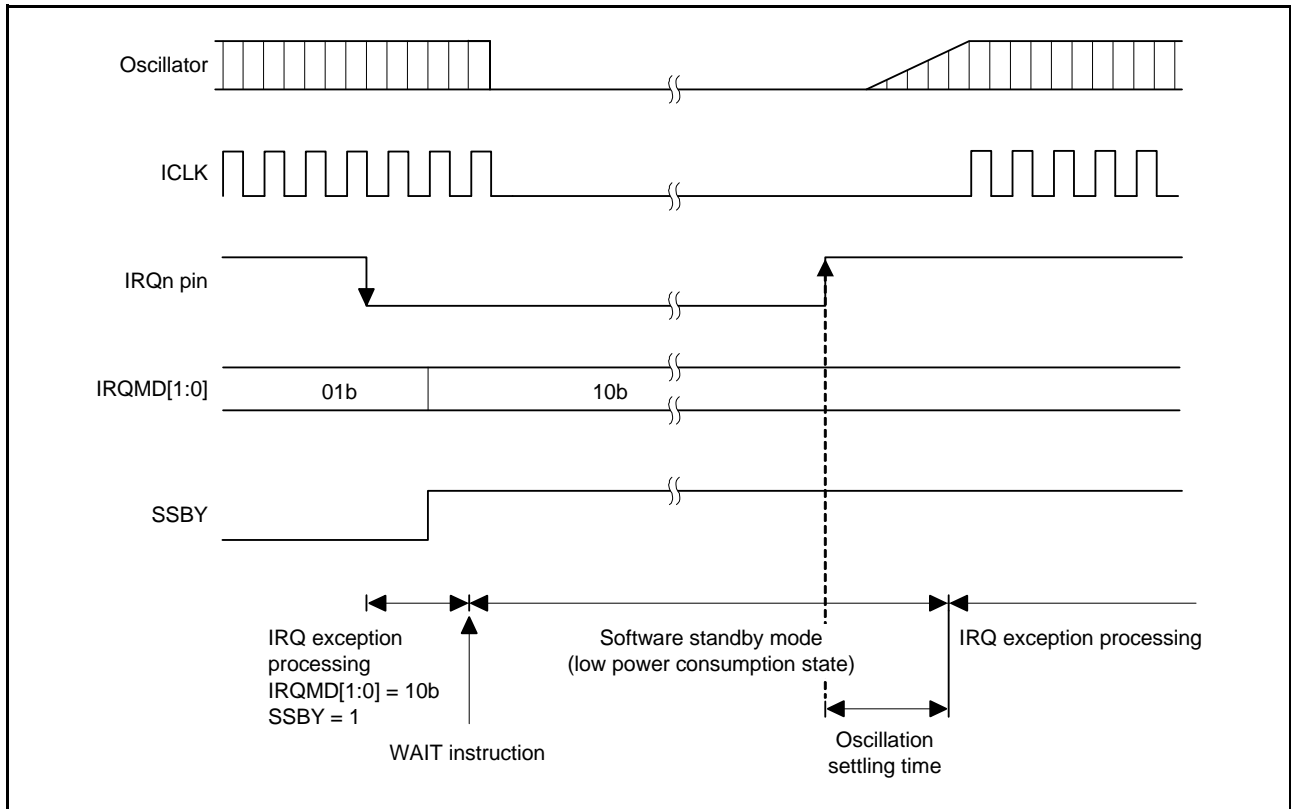 Oscillator
ICLK
IRQn pin
IRQMD[1:0]
01b
10b
SSBY
IRQ exception
processing
IRQMD[1:0] = 10b
SSBY = 1
WAIT instruction
Software standby mode
(low power consumption state)
Oscillation
settling time
IRQ exception processing